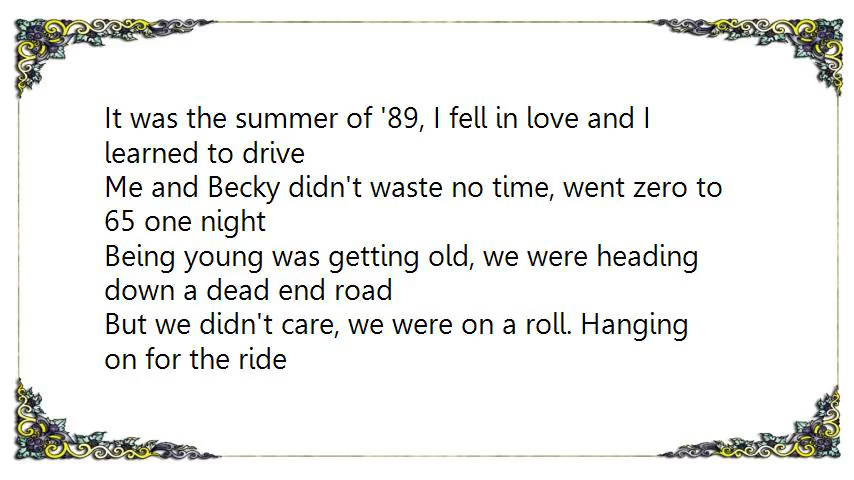 It was the summer of '89, I fell in love and I
learned to drive
Me and Becky didn't waste no time, went zero to
65 one night
Being young was getting old, we were heading
down a dead end road
But we didn't care, we were on a roll. Hanging
on for the ride